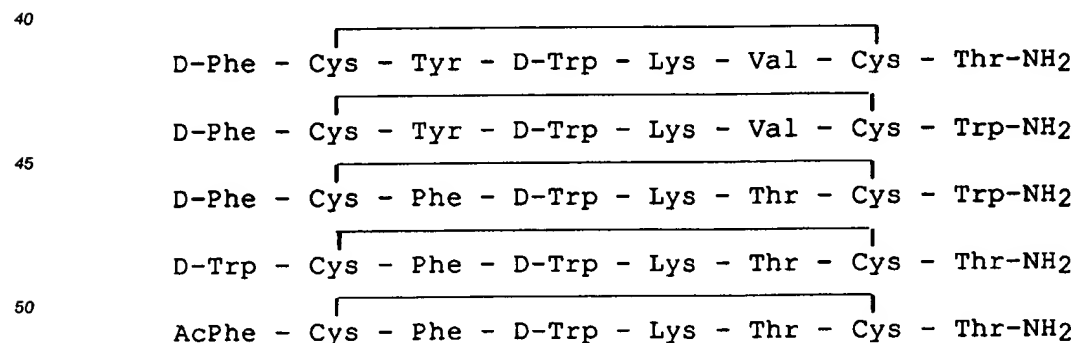 40
D-Phe - Cys - Tyr - D-Trp - Lys - Val - Cys - Thr-NH2
D-Phe - Cys - Tyr - D-Trp - Lys - Val - Cys - Trp-NH2
45
D-Phe - Cys - Phe - D-Trp - Lys - Thr - Cys - Trp-NH2
D-Trp - Cys - Phe - D-Trp - Lys - Thr - Cys - Thr-NH2
50
AcPhe - Cys - Phe - D-Trp - Lys - Thr - Cys - Thr-NH2